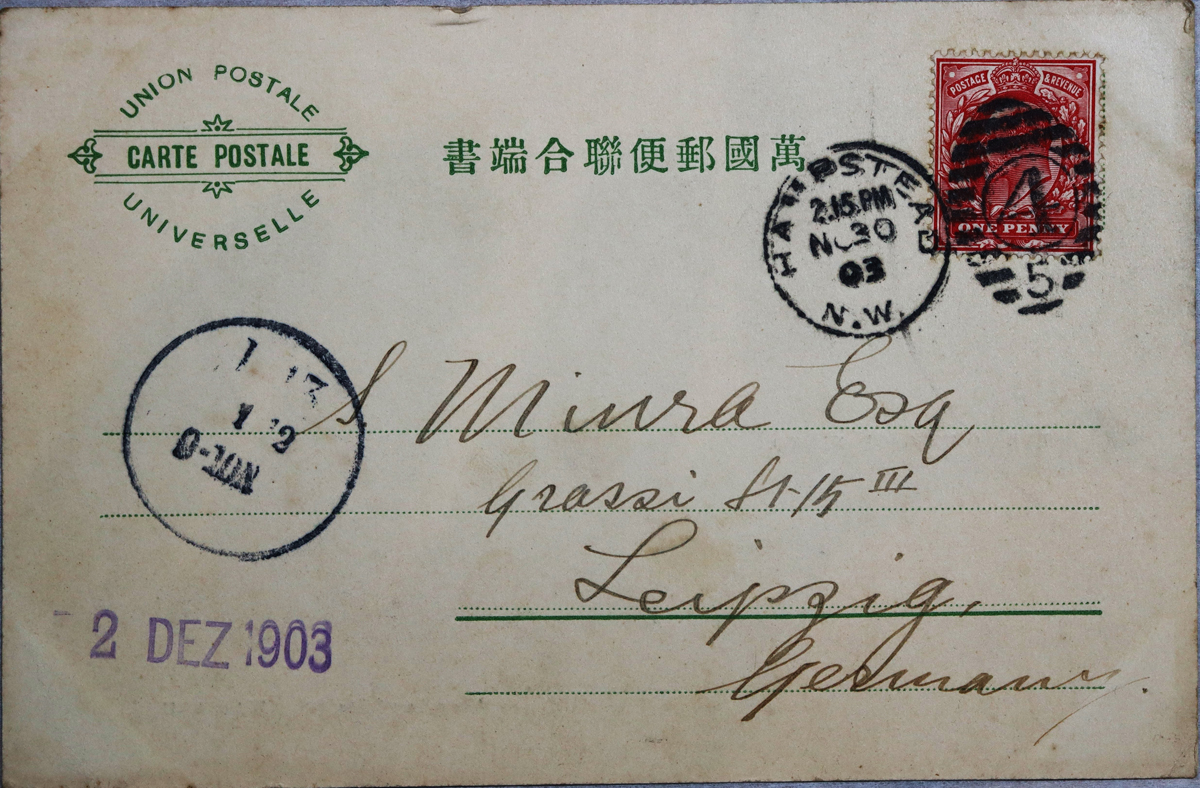 UNION POSTALE
CARTE POSTALE
UNIVERSELLE
書端合聯便郵國萬
POSTAGE & REVENUE
ONE PENNY
HAMPSTEAD
2.15.PM
NO 30
03
N.W.
4
5
S. Miura Esq
Grassi St 15 III
Leipzig,
Germany.
2 DEZ 1903